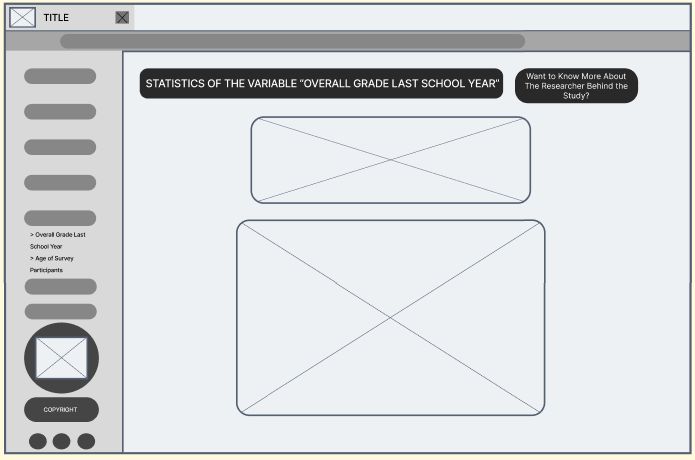 TITLE
STATISTICS OF THE VARIABLE “OVERALL GRADE LAST SCHOOL YEAR”
Want to Know More About
The Researcher Behind the
Study?
> Overall Grade Last
School Year
> Age of Survey
Participants
COPYRIGHT